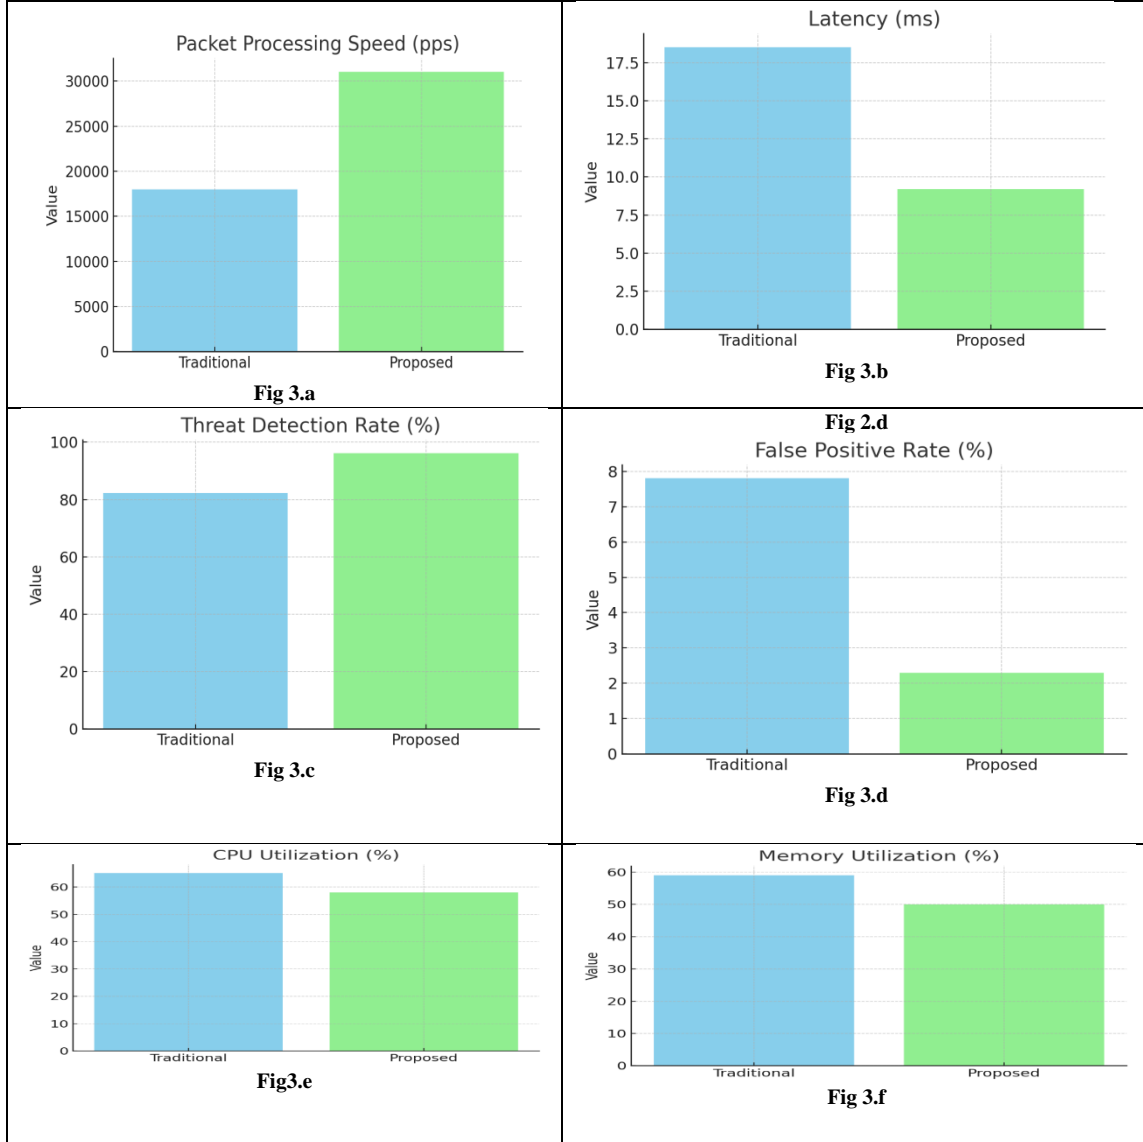 Packet Processing Speed (pps)
30000
25000
20000
15000
10000
5000
0
Value
Traditional Proposed
Fig 3.a
Latency (ms)
17.5
15.0
12.5
10.0
7.5
5.0
2.5
0.0
Value
Traditional Proposed
Fig 3.b
Threat Detection Rate (%)
100
80
60
40
20
0
Value
Traditional Proposed
Fig 3.c
Fig 2.d
False Positive Rate (%)
8
7
6
5
4
3
2
1
0
Value
Traditional Proposed
Fig 3.d
CPU Utilization (%)
60
50
40
30
20
10
0
Value
Traditional Proposed
Fig3.e
Memory Utilization (%)
60
50
40
30
20
10
0
Value
Traditional Proposed
Fig 3.f